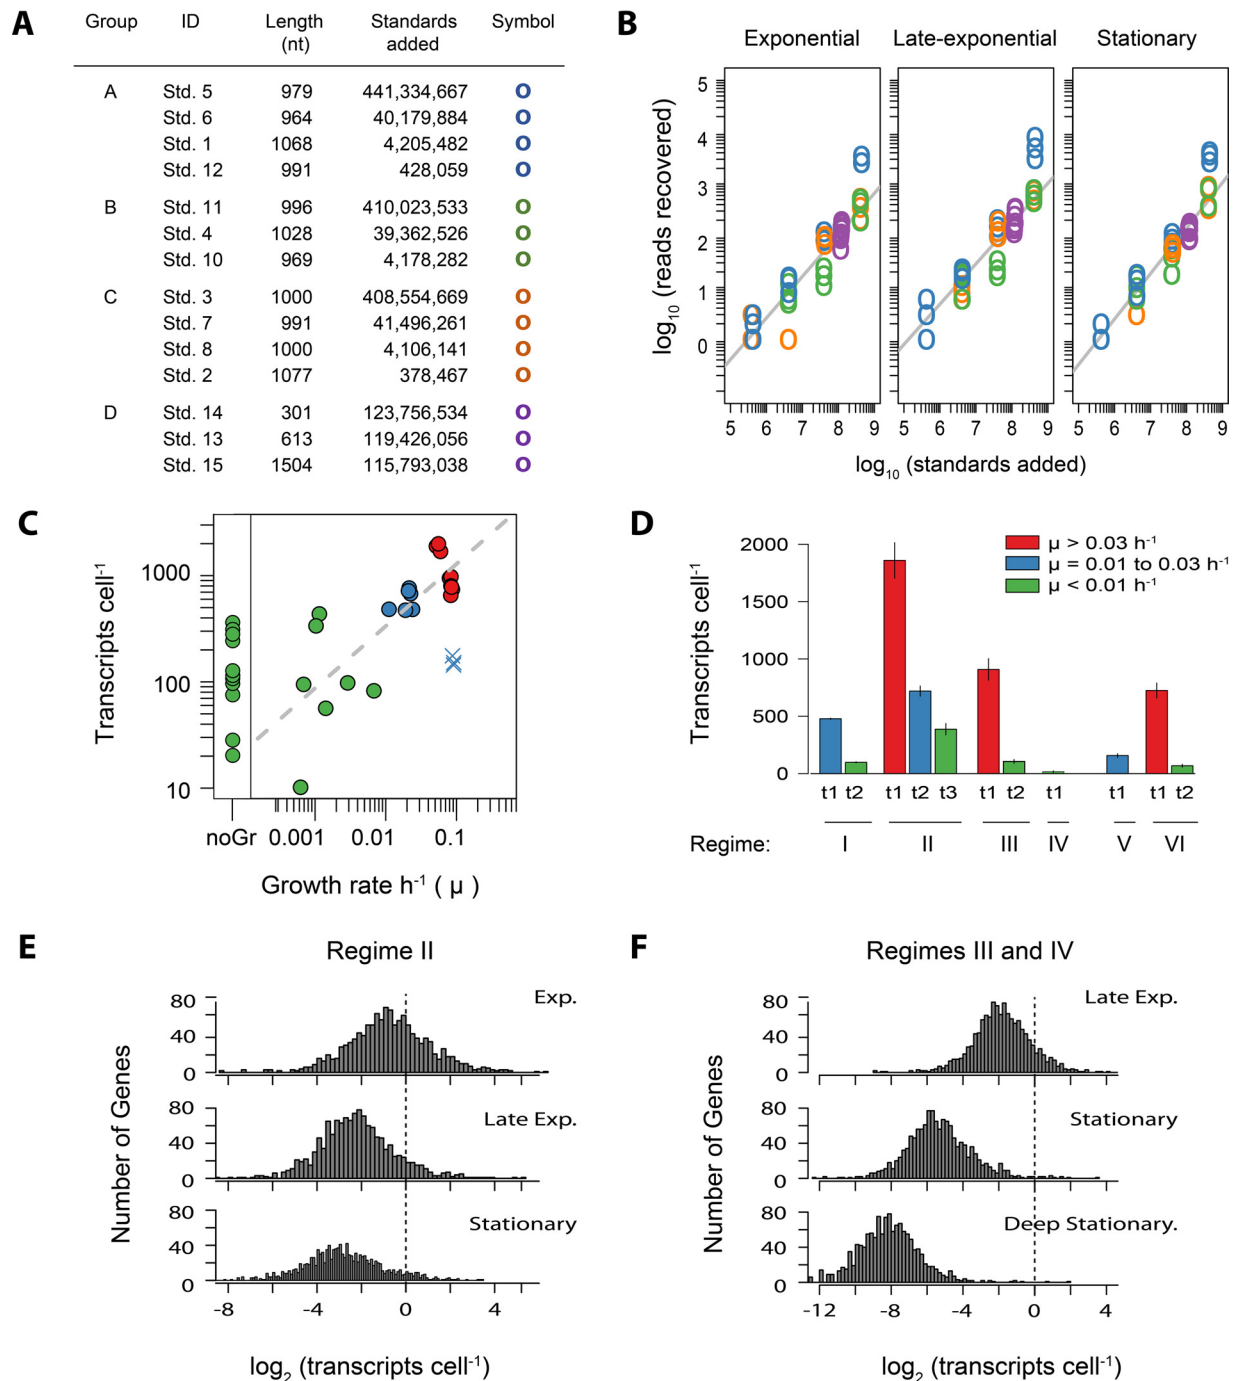 A
Group ID Length (nt) Standards added Symbol
A Std. 5 979 441,334,667 O
Std. 6 964 40,179,884 O
Std. 1 1068 4,205,482 O
Std. 12 991 428,059 O
B Std. 11 996 410,023,533 O
Std. 4 1028 39,362,526 O
Std. 10 969 4,178,282 O
C Std. 3 1000 408,554,669 O
Std. 7 991 41,496,261 O
Std. 8 1000 4,106,141 O
Std. 2 1077 378,467 O
D Std. 14 301 123,756,534 O
Std. 13 613 119,426,056 O
Std. 15 1504 115,793,038 O
B
Exponential Late-exponential Stationary
log10 (reads recovered)
5
4
3
2
1
0
5 6 7 8 9 5 6 7 8 9 5 6 7 8 9
log10 (standards added)
C
Transcripts cell-1
1000
100
10
noGr 0.001 0.01 0.1
Growth rate h-1 ( µ )
D
Transcripts cell-1
2000
1500
1000
500
0
µ > 0.03 h-1
µ = 0.01 to 0.03 h-1
µ < 0.01 h-1
t1 t2 t1 t2 t3 t1 t2 t1 t1 t1 t2
Regime: I II III IV V VI
E
Regime II
Number of Genes
Exp.
80
40
0
Late Exp.
80
40
0
Stationary
80
40
0
-8 -4 0 4
log2 (transcripts cell-1)
F
Regimes III and IV
Number of Genes
Late Exp.
80
40
0
Stationary
80
40
0
Deep Stationary.
80
40
0
-12 -8 -4 0 4
log2 (transcripts cell-1)